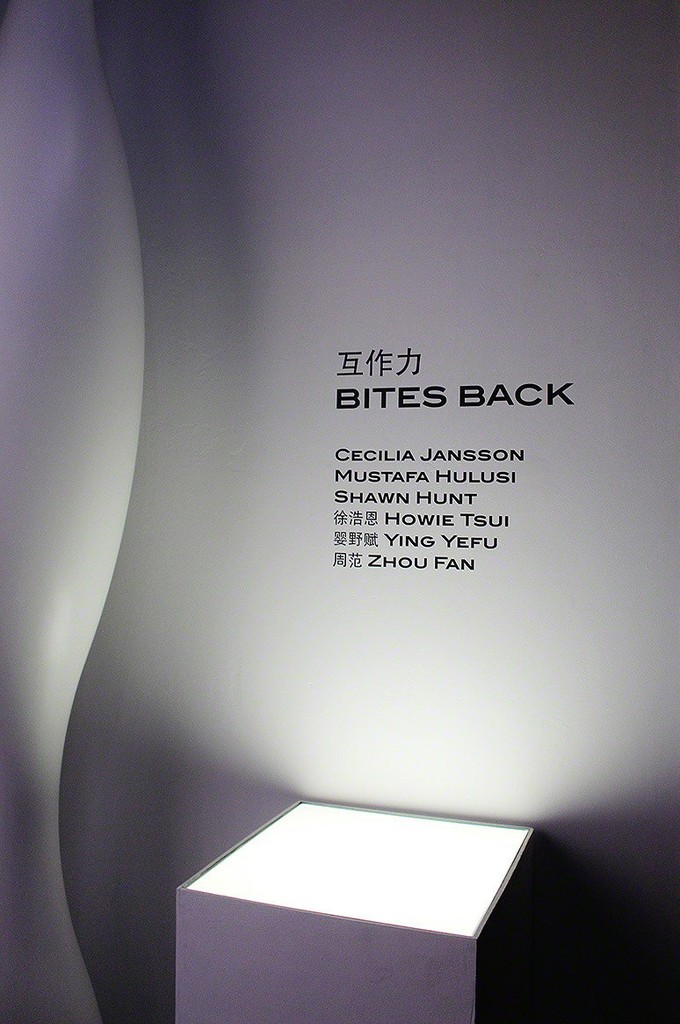 互作力
BITES BACK
CECILIA JANSSON
MUSTAFA HULUSI
SHAWN HUNT
徐浩恩 HOWIE TSUI
婴野赋 YING YEFU
周范 ZHOU FAN